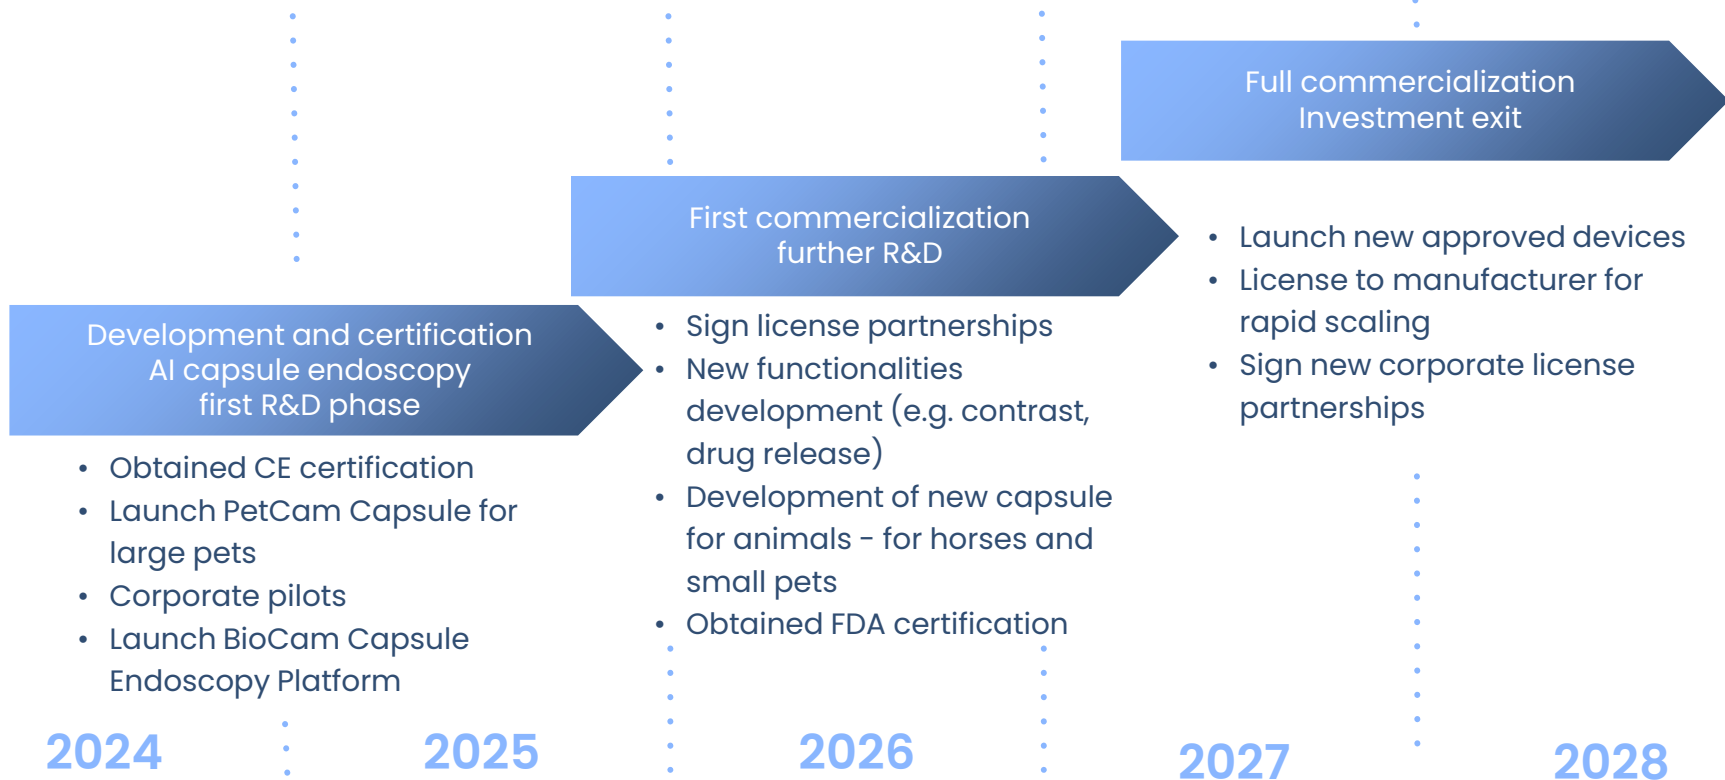 Full commercialization
Investment exit
First commercialization
further R&D
• Launch new approved devices
• License to manufacturer for
rapid scaling
• Sign new corporate license
partnerships
Development and certification
AI capsule endoscopy
first R&D phase
• Sign license partnerships
• New functionalities
development (e.g. contrast,
drug release)
• Development of new capsule
for animals - for horses and
small pets
• Obtained FDA certification
• Obtained CE certification
• Launch PetCam Capsule for
large pets
• Corporate pilots
• Launch BioCam Capsule
Endoscopy Platform
2024
2025
2026
2027
2028